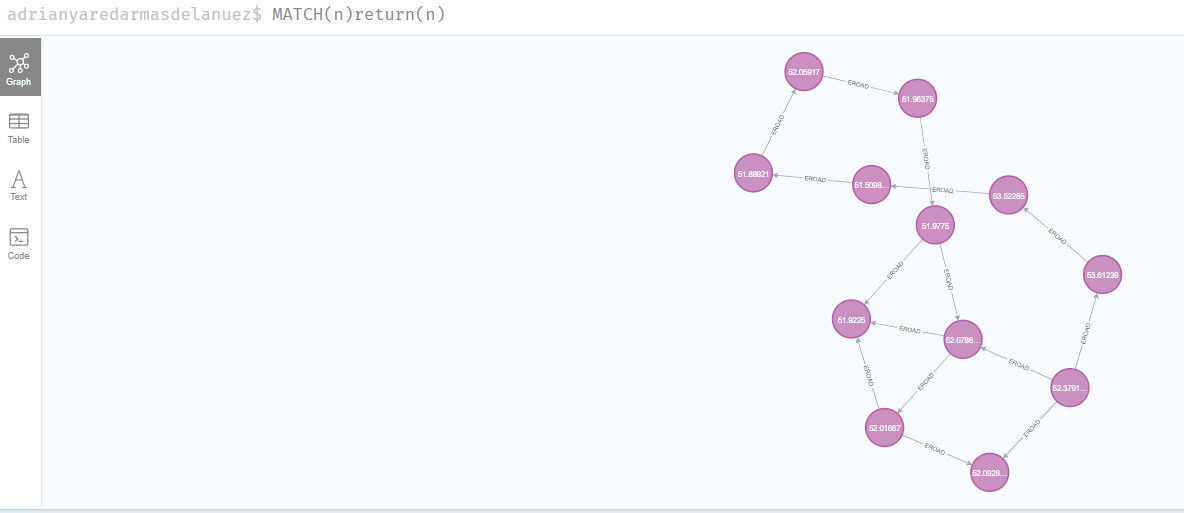 adrianyaredarmasdelanuez$ MATCH(n)return(n)
Graph
Table
Text
Code
52.05917
EROAD
51.96375
EROAD
EROAD
51.88921
EROAD
51.5098...
EROAD
53.52285
51.9775
EROAD
EROAD
EROAD
53.61239
51.9225
EROAD
52.0786...
EROAD
EROAD
EROAD
EROAD
52.3791...
52.01667
EROAD
EROAD
52.0928...